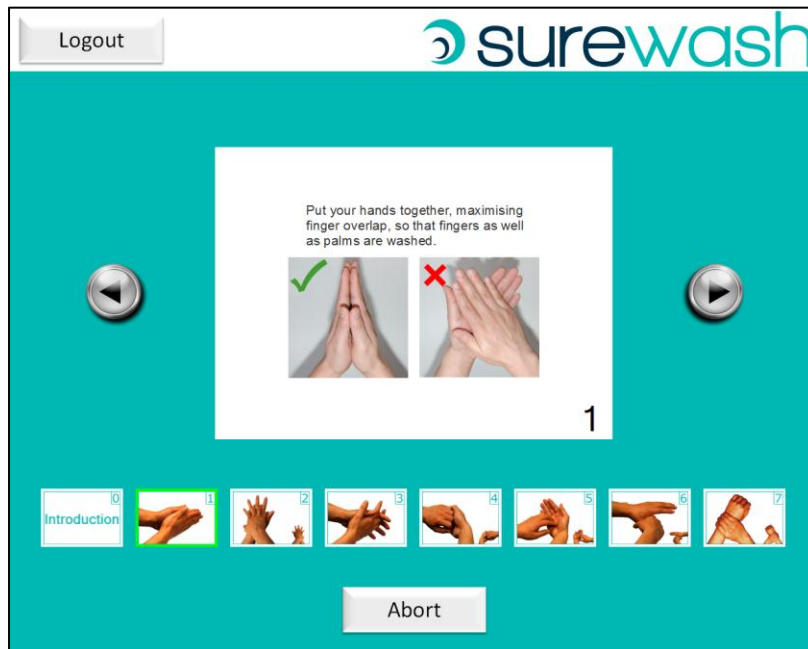 Logout
surewash
Put your hands together, maximising
finger overlap, so that fingers as well
as palms are washed.
1
0
Introduction
1
2
3
4
5
6
7
Abort